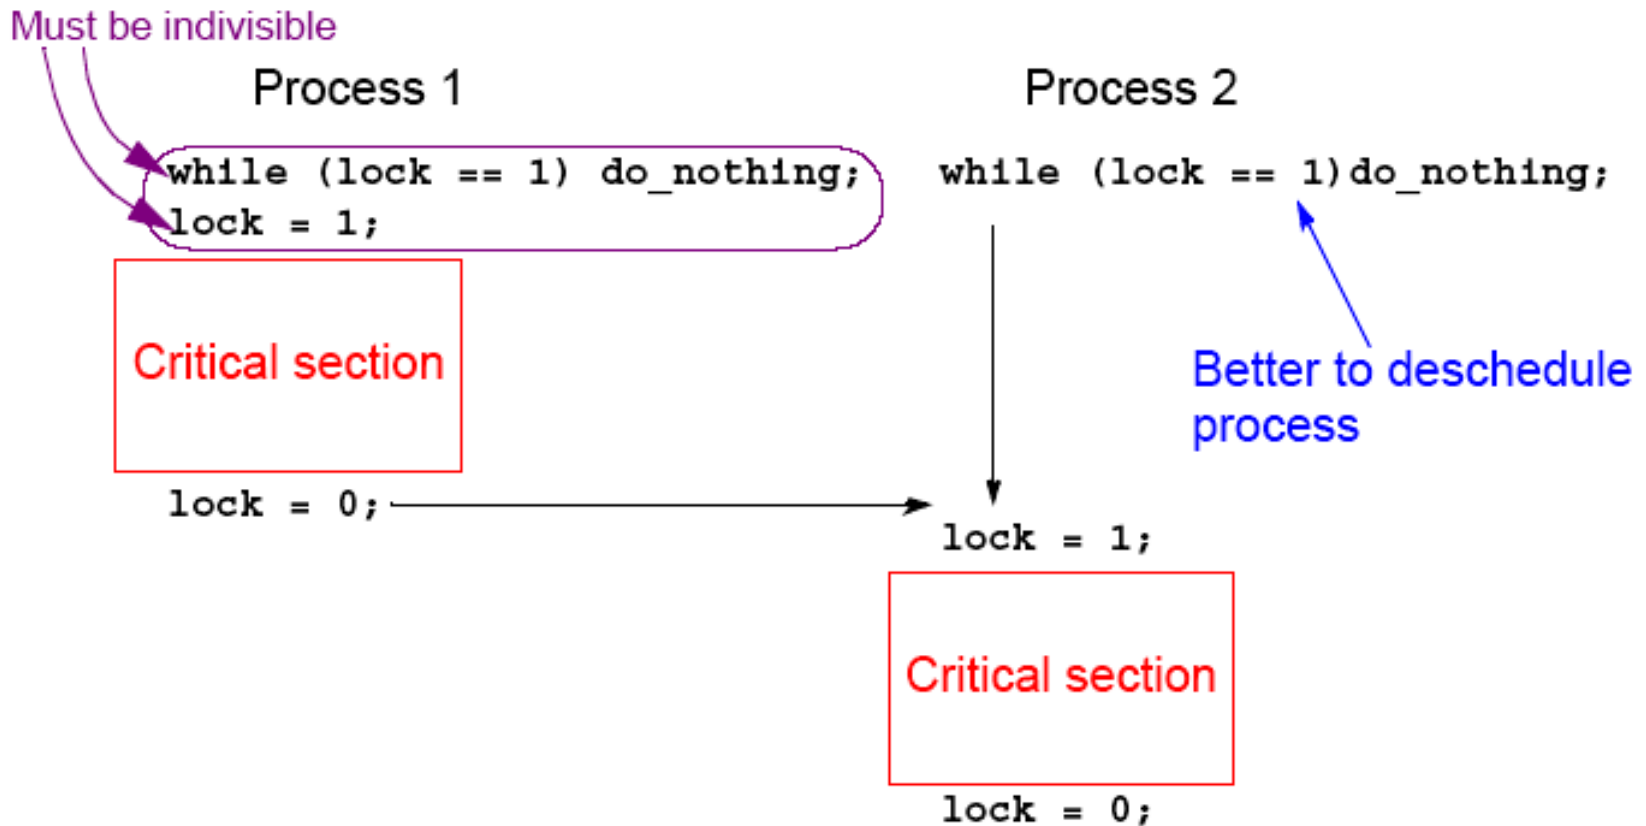 Must be indivisible
Process 1
Process 2
while (lock == 1) do_nothing;
while (lock == 1)do_nothing;
lock = 1;
Critical section
Better to deschedule
process
lock = 0;
lock = 1;
Critical section
lock = 0;